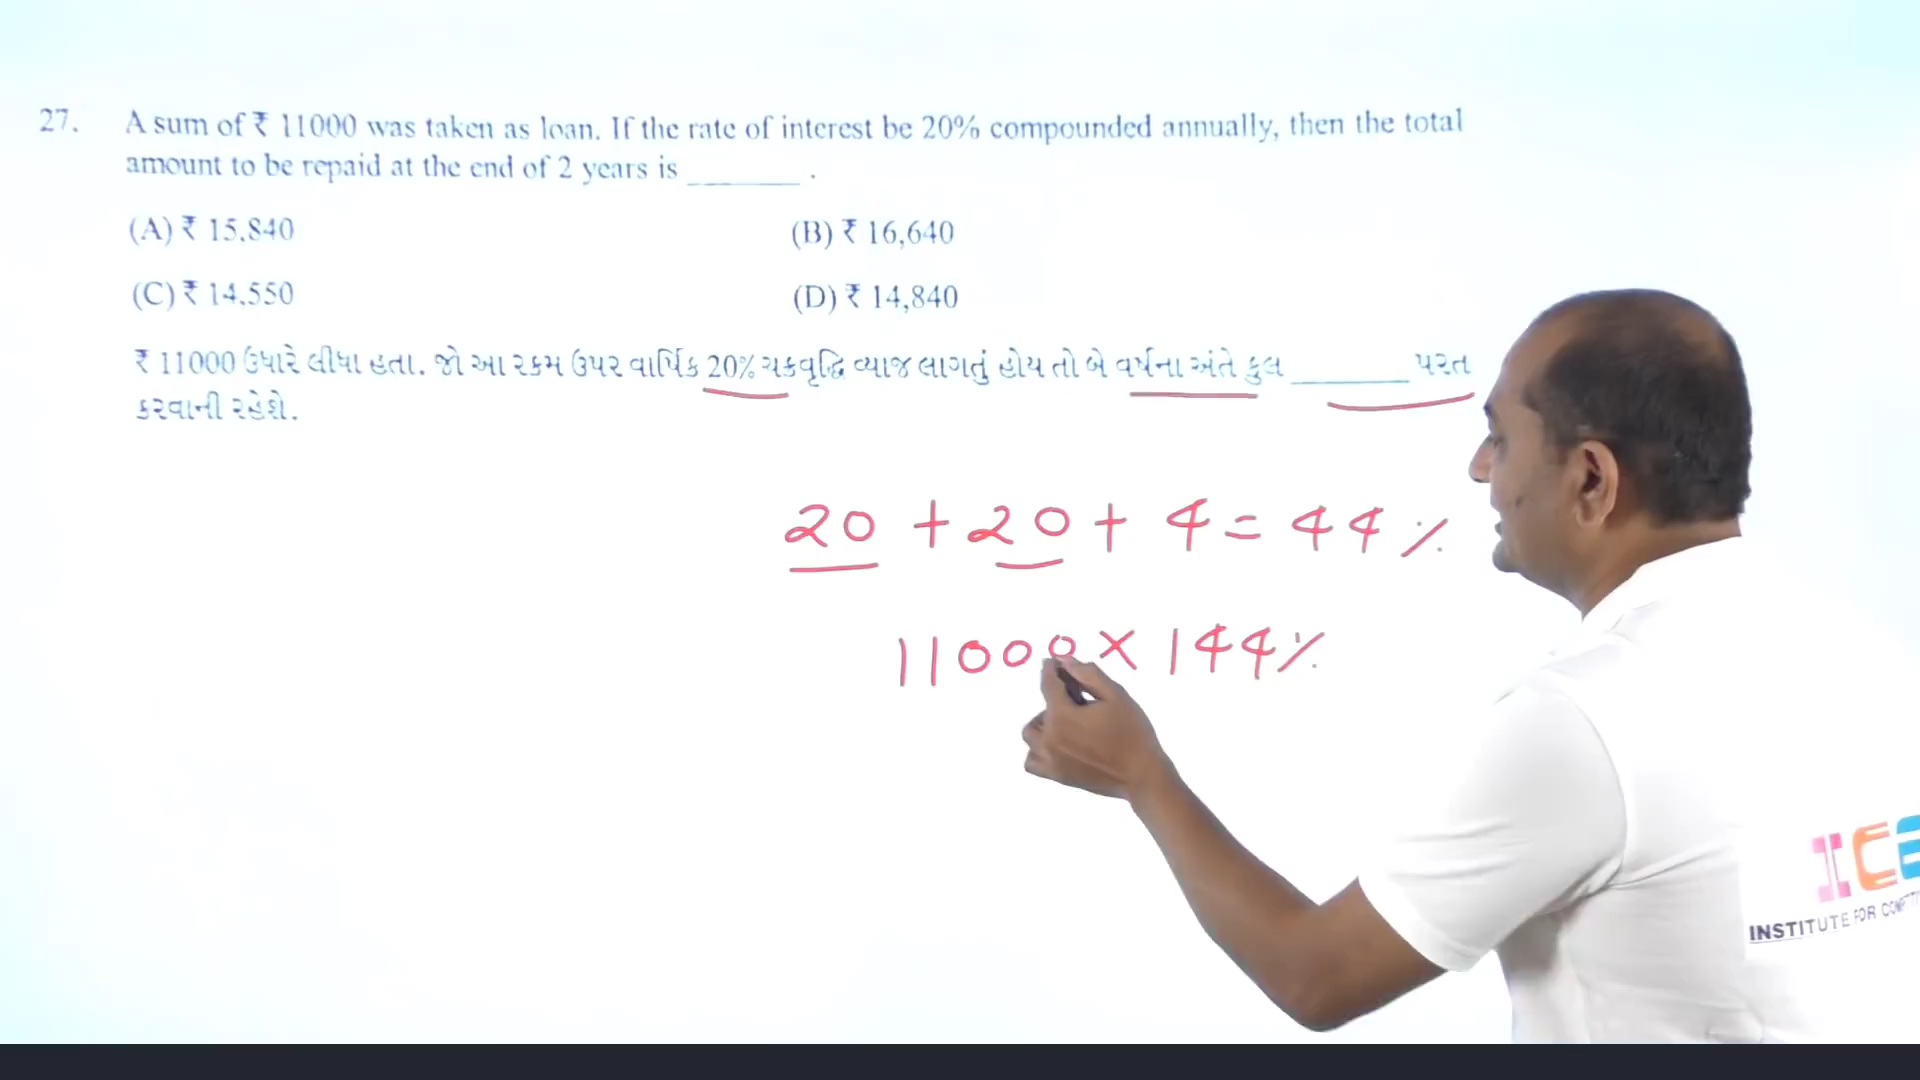 27. A sum of ₹ 11000 was taken as loan. If the rate of interest be 20% compounded annually, then the total
amount to be repaid at the end of 2 years is ________ .
(A) ₹ 15,840 (B) ₹ 16,640
(C) ₹ 14,550 (D) ₹ 14,840
₹ 11000 ઉધારે લીધા હતા. જો આ રકમ ઉપર વાર્ષિક 20% ચક્રવૃદ્ધિ વ્યાજ લાગતું હોય તો બે વર્ષના અંતે કુલ ________ પરત
કરવાની રહેશે.
20 + 20 + 4 = 44 %
11000 × 144 %
INSTITUTE FOR